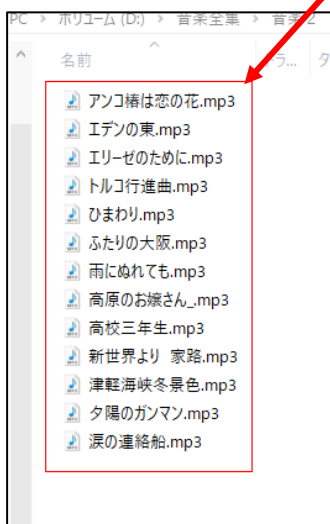 PC > ボリューム (D:) > 音楽全集 > 音楽 2
名前
ラ...
タ
アンコ椿は恋の花.mp3
エデンの東.mp3
エリーゼのために.mp3
トルコ行進曲.mp3
ひまわり.mp3
ふたりの大阪.mp3
雨にぬれても.mp3
高原のお嬢さん_.mp3
高校三年生.mp3
新世界より 家路.mp3
津軽海峡冬景色.mp3
夕陽のガンマン.mp3
涙の連絡船.mp3